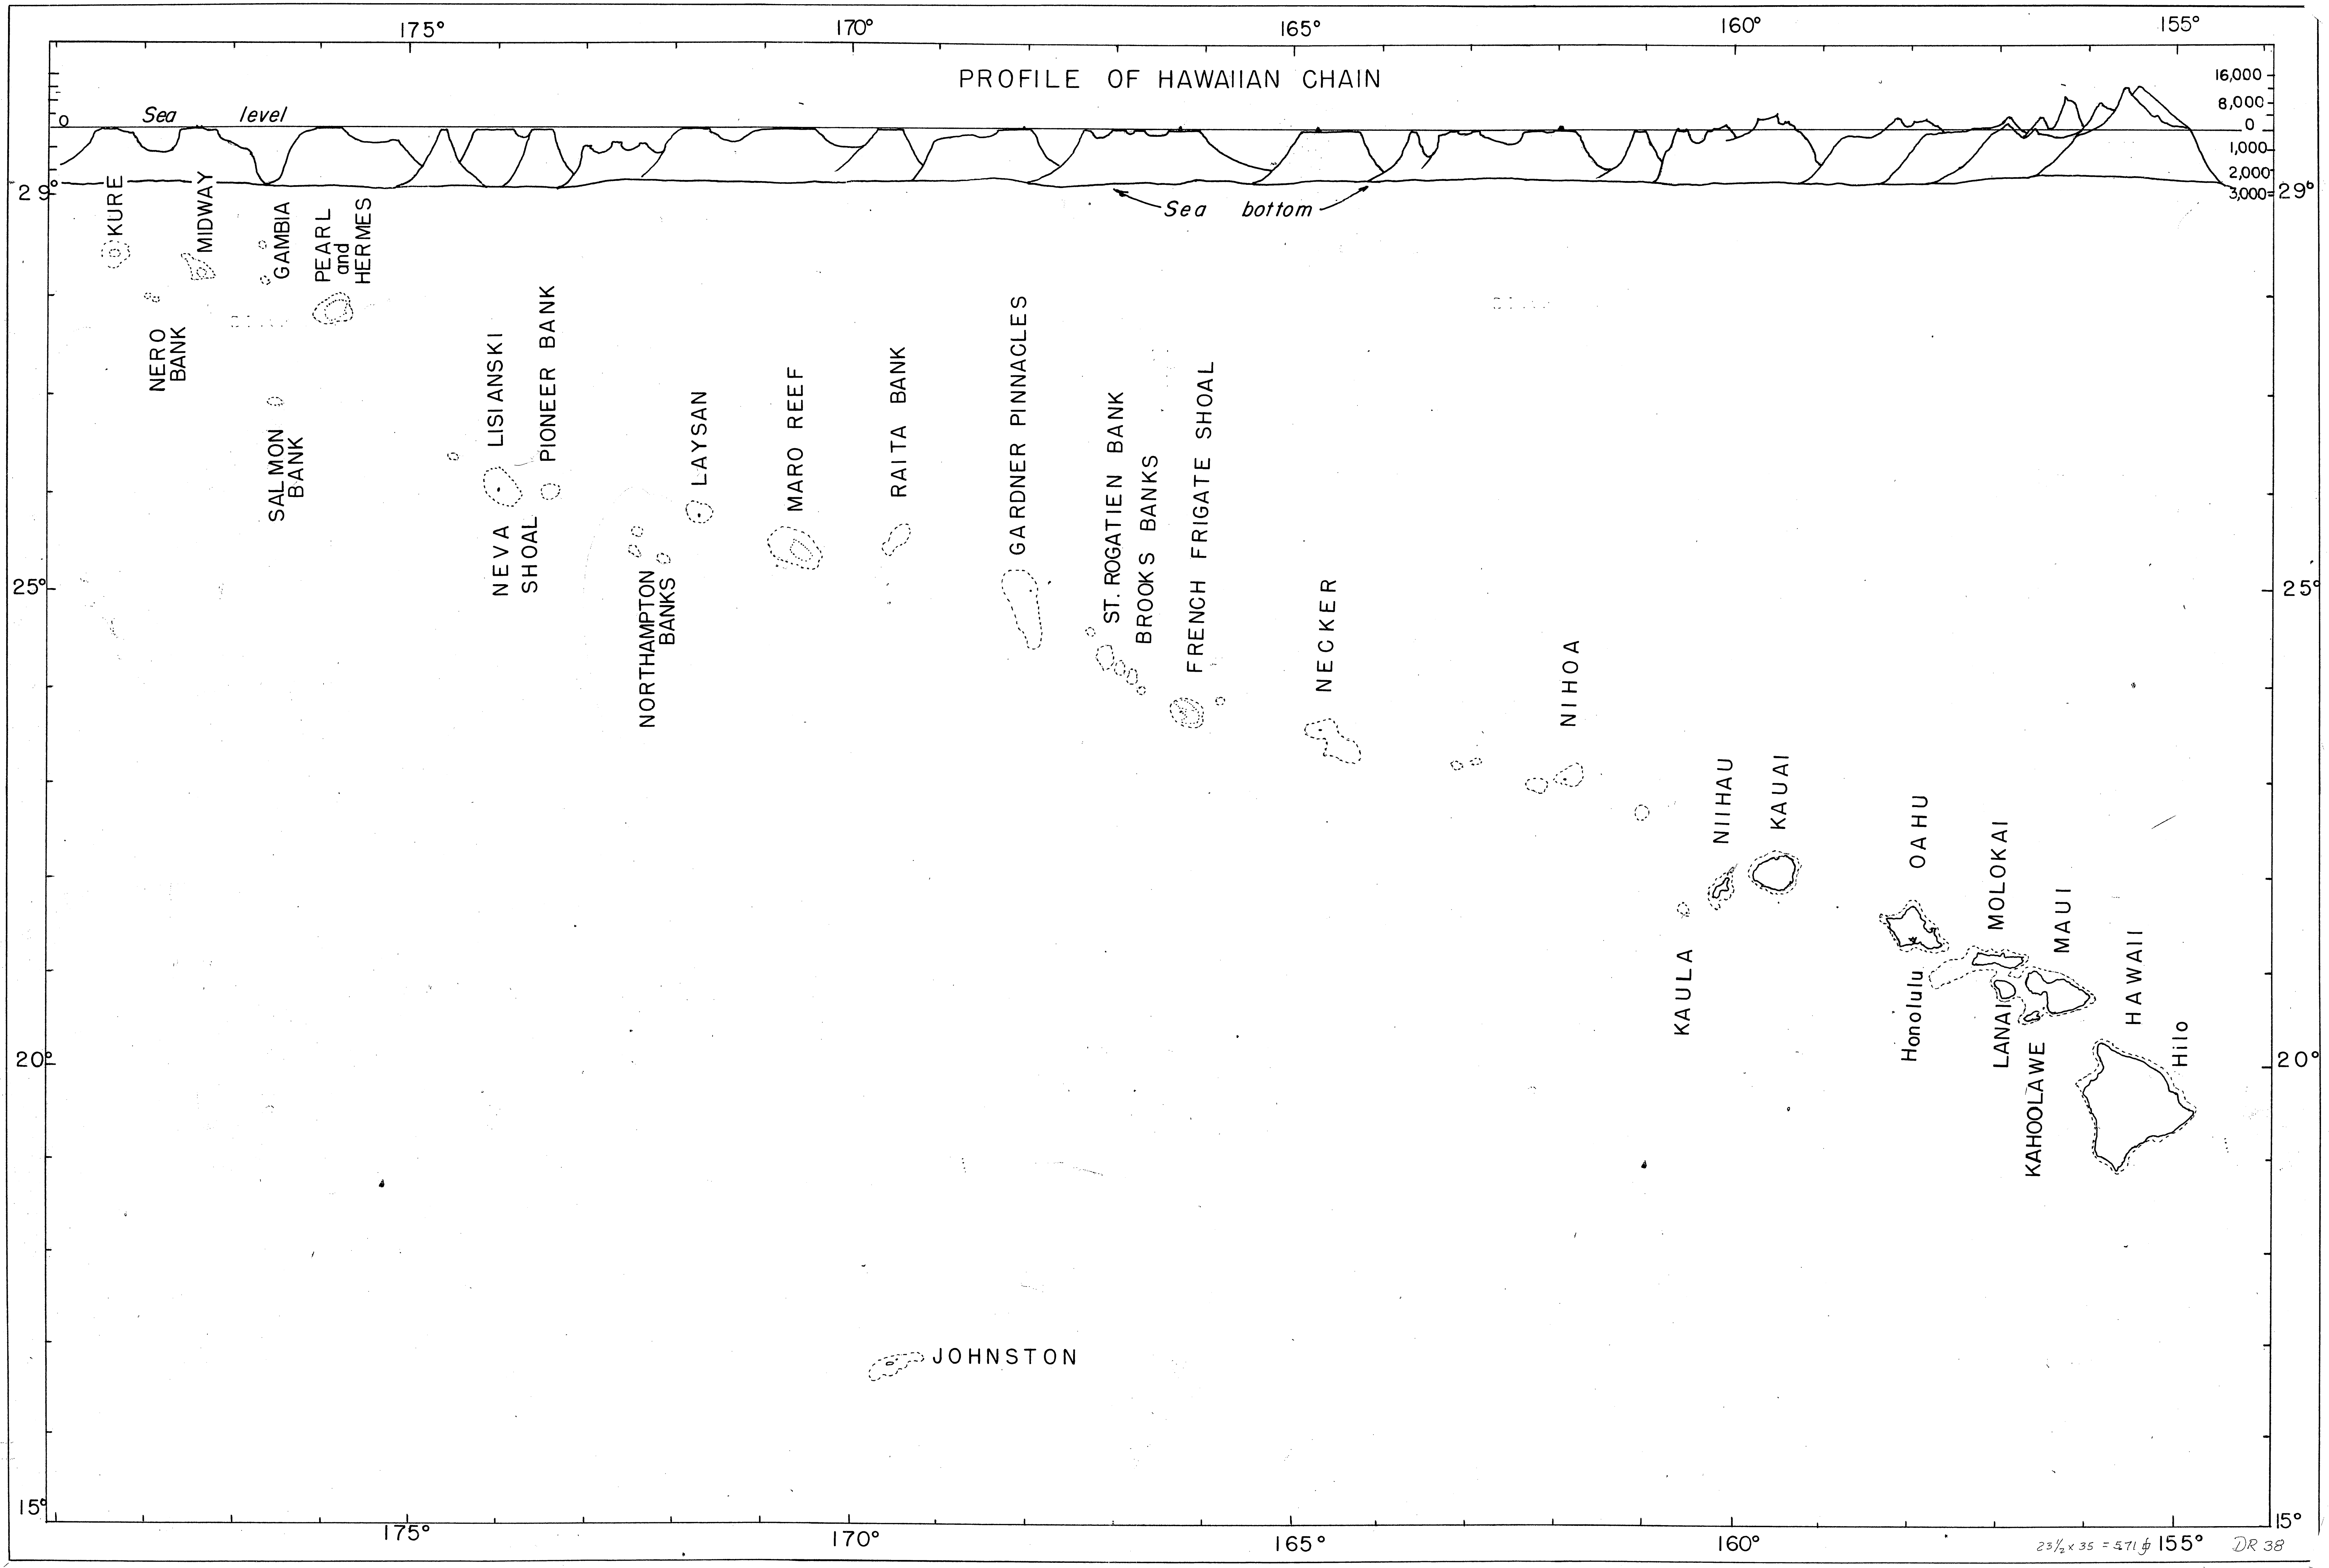 175° 170° 165° 160° 155°
PROFILE OF HAWAIIAN CHAIN
16,000
8,000
0
1,000
2,000
3,000
Sea level
0
Sea bottom
29° 29°
KURE
MIDWAY
GAMBIA
PEARL
and
HERMES
NERO
BANK
SALMON
BANK
LISIANSKI
PIONEER BANK
NEVA
SHOAL
LAYSAN
NORTHAMPTON
BANKS
MARO REEF
RAITA BANK
GARDNER PINNACLES
ST. ROGATIEN BANK
BROOKS BANKS
FRENCH FRIGATE SHOAL
25° 25°
NECKER
NIHOA
NIIHAU
KAUAI
KAULA
OAHU
Honolulu
MOLOKAI
LANAI
MAUI
KAHOOLAWE
HAWAII
Hilo
20° 20°
JOHNSTON
15° 15°
175° 170° 165° 160° 155°
DR 38